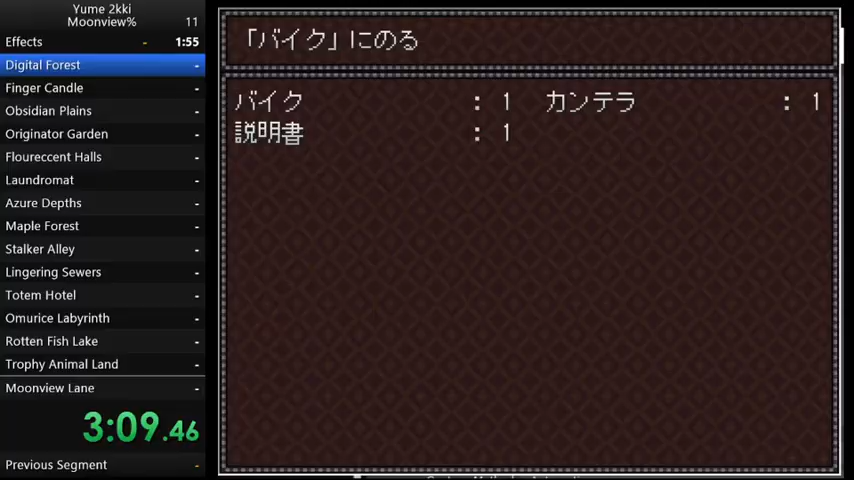 Yume 2kki
Moonview% 11
Effects - 1:55
Digital Forest -
Finger Candle -
Obsidian Plains -
Originator Garden -
Floureccent Halls -
Laundromat -
Azure Depths -
Maple Forest -
Stalker Alley -
Lingering Sewers -
Totem Hotel -
Omurice Labyrinth -
Rotten Fish Lake -
Trophy Animal Land -
Moonview Lane -
3:09.46
Previous Segment -
「バイク」にのる
バイク : 1 カンテラ : 1
説明書 : 1